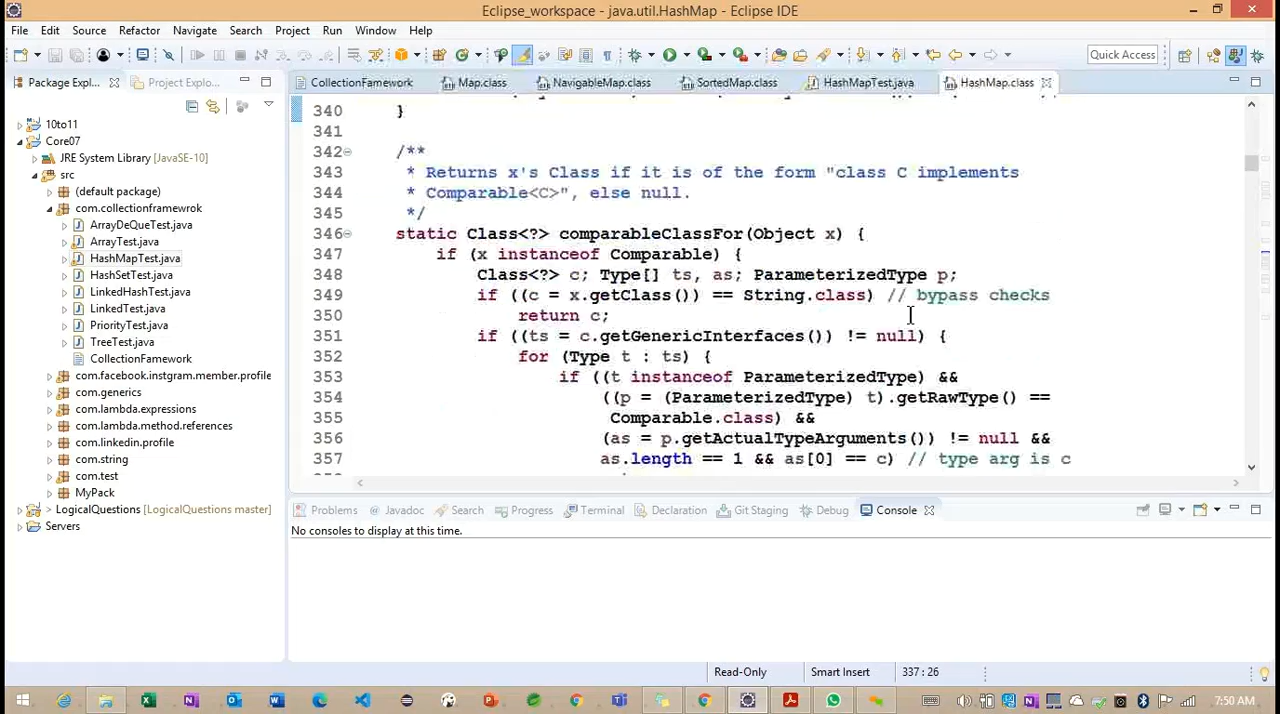 Eclipse_workspace - java.util.HashMap - Eclipse IDE
File Edit Source Refactor Navigate Search Project Run Window Help
Quick Access
Package Expl... Project Explo...
CollectionFamework Map.class NavigableMap.class SortedMap.class HashMapTest.java HashMap.class
10to11
Core07
JRE System Library [JavaSE-10]
src
(default package)
com.collectionframewrok
ArrayDeQueTest.java
ArrayTest.java
HashMapTest.java
HashSetTest.java
LinkedHashTest.java
LinkedTest.java
PriorityTest.java
TreeTest.java
CollectionFamework
com.facebook.instgram.member.profile
com.generics
com.lambda.expressions
com.lambda.method.references
com.linkedin.profile
com.string
com.test
MyPack
> LogicalQuestions [LogicalQuestions master]
Servers
340 }
341
342 /**
343 * Returns x's Class if it is of the form "class C implements
344 * Comparable<C>", else null.
345 */
346 static Class<?> comparableClassFor(Object x) {
347 if (x instanceof Comparable) {
348 Class<?> c; Type[] ts, as; ParameterizedType p;
349 if ((c = x.getClass()) == String.class) // bypass checks
350 return c;
351 if ((ts = c.getGenericInterfaces()) != null) {
352 for (Type t : ts) {
353 if ((t instanceof ParameterizedType) &&
354 ((p = (ParameterizedType) t).getRawType() ==
355 Comparable.class) &&
356 (as = p.getActualTypeArguments()) != null &&
357 as.length == 1 && as[0] == c) // type arg is c
Problems Javadoc Search Progress Terminal Declaration Git Staging Debug Console
No consoles to display at this time.
Read-Only Smart Insert 337 : 26
7:50 AM